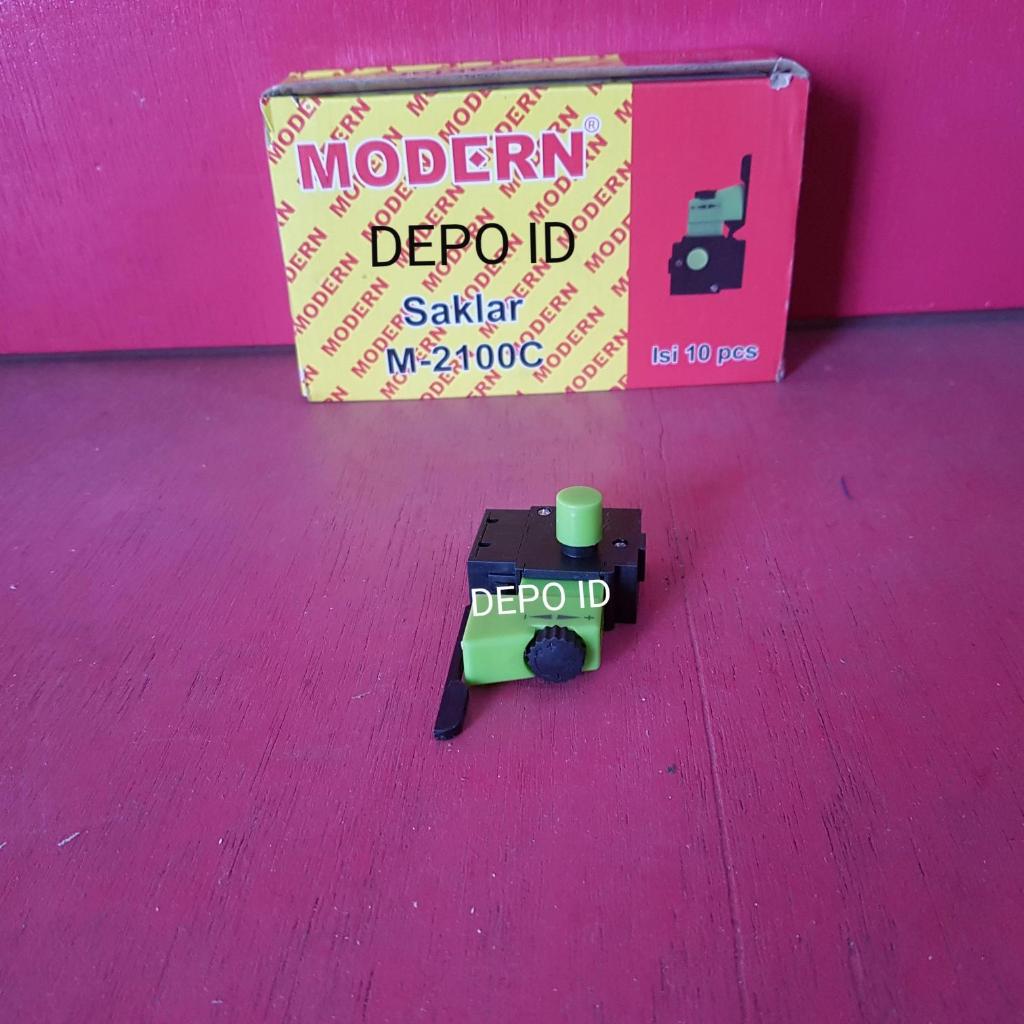 MODERN®
DEPO ID
Saklar
M-2100C
Isi 10 pcs
DEPO ID
+